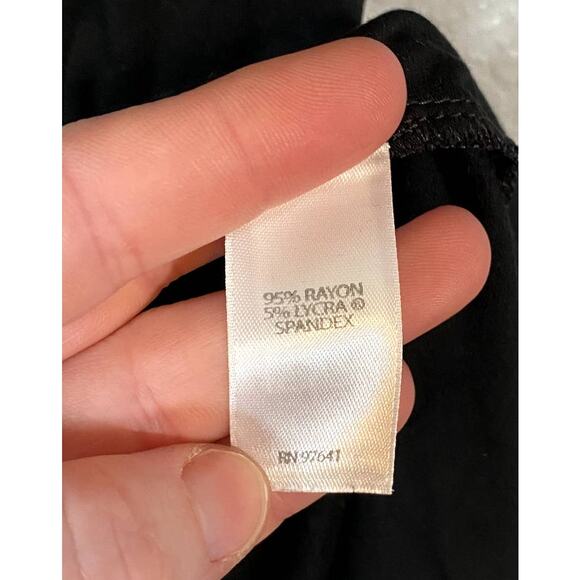 95% RAYON
5% LYCRA ®
SPANDEX
RN 97641